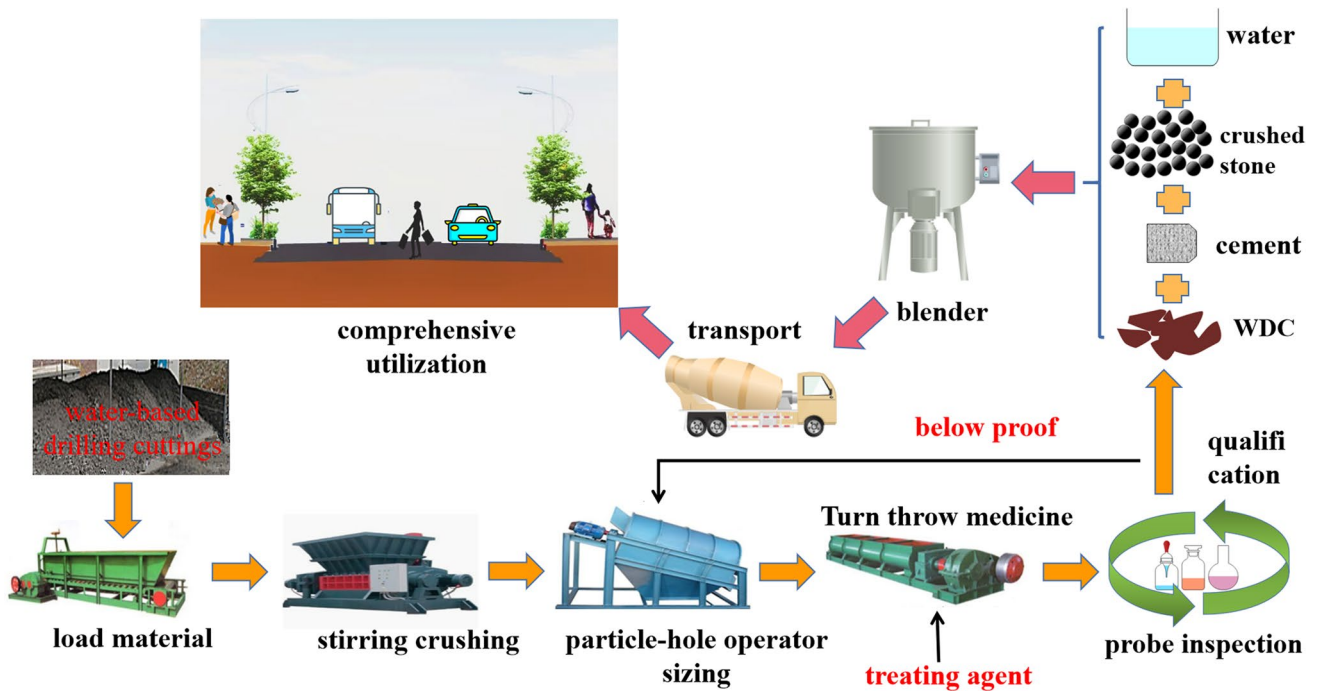 water
crushed
stone
cement
WDC
blender
transport
comprehensive
utilization
water-based
drilling cuttings
below proof
qualifi
cation
Turn throw medicine
load material
stirring crushing
particle-hole operator
sizing
treating agent
probe inspection